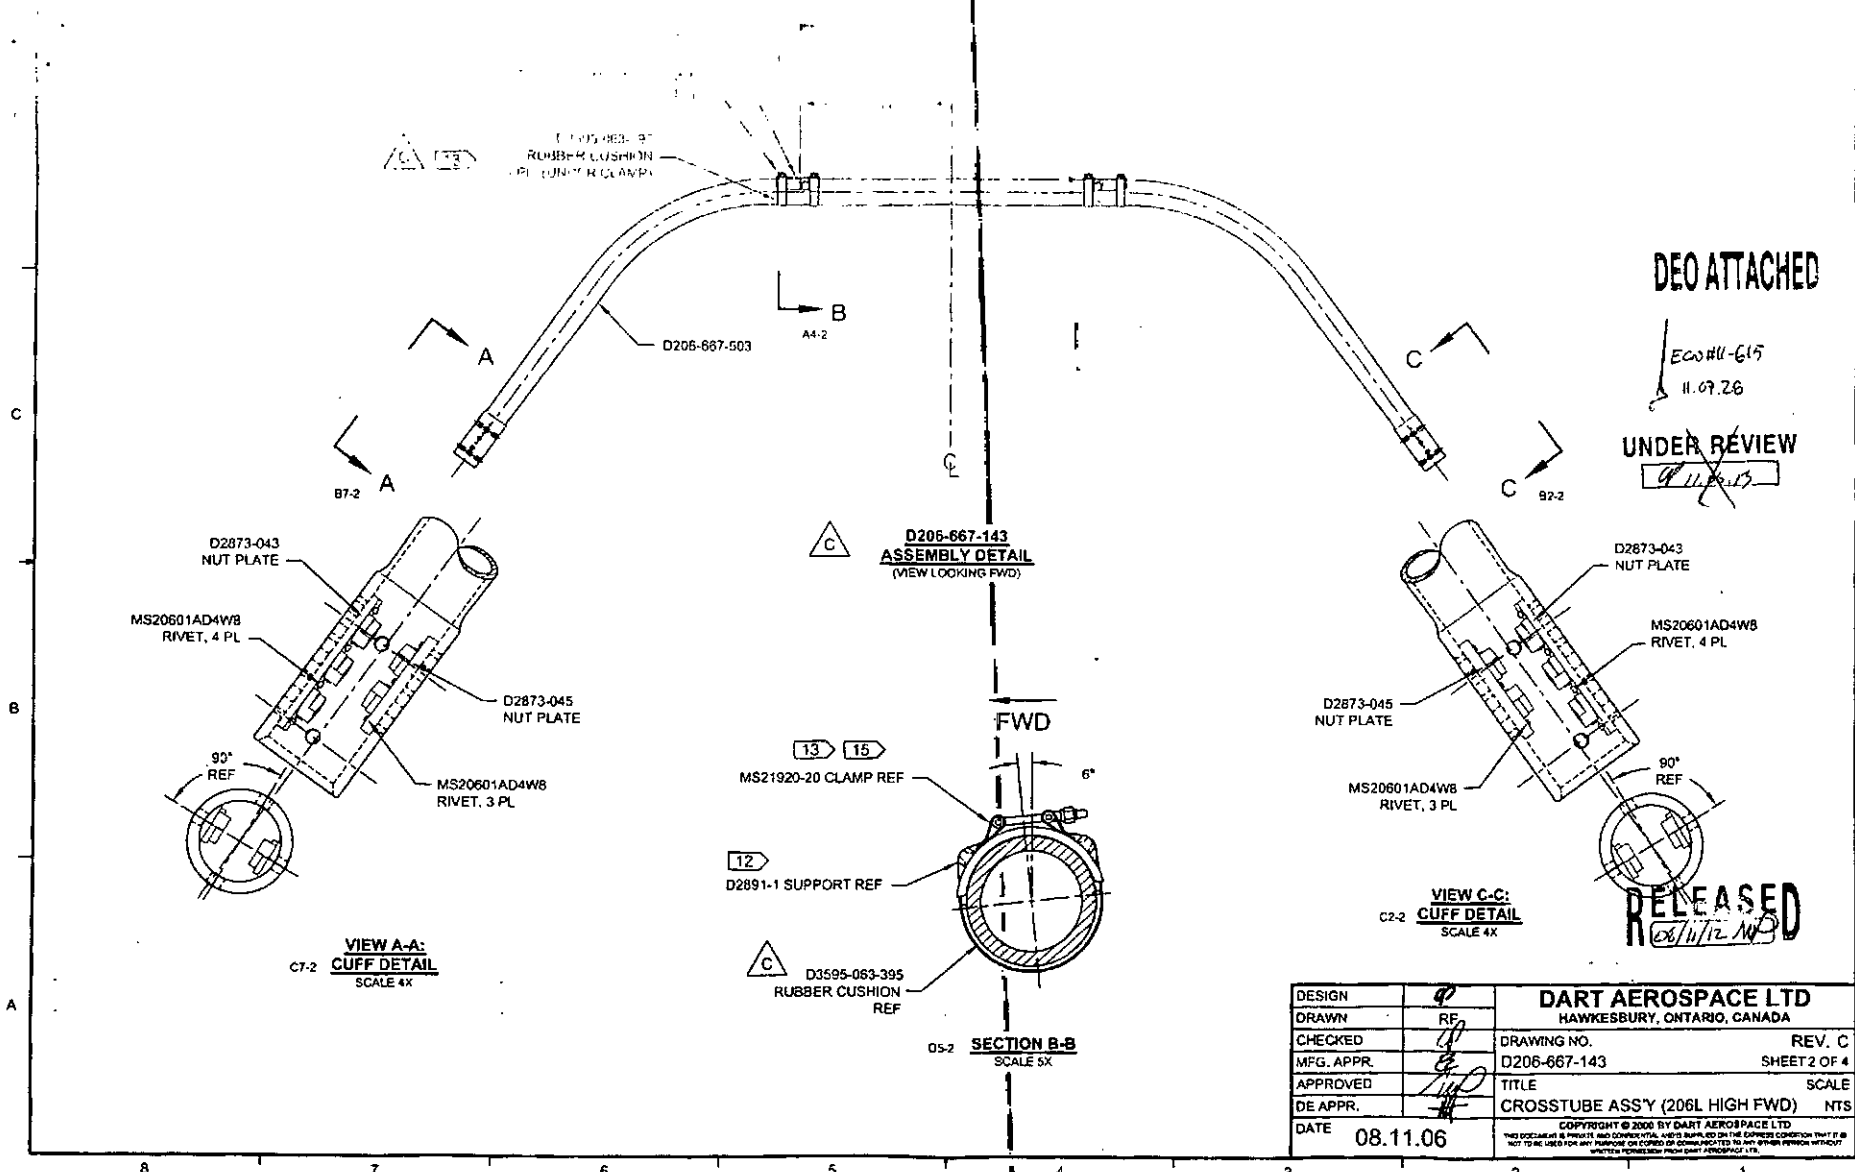 RUBBER CUSHION
D206-667-503
B
A4-2
A
A
B7-2
C
C
B2-2
DEO ATTACHED
11.07.26
UNDER REVIEW
C
D206-667-143
ASSEMBLY DETAIL
(VIEW LOOKING FWD)
D2873-043
NUT PLATE
MS20601AD4W8
RIVET, 4 PL
D2873-045
NUT PLATE
MS20601AD4W8
RIVET, 3 PL
90°
REF
VIEW A-A:
C7-2 CUFF DETAIL
SCALE 4X
FWD
13 15
MS21920-20 CLAMP REF
6°
12
D2891-1 SUPPORT REF
C
D3595-063-395
RUBBER CUSHION
REF
D5-2 SECTION B-B
SCALE 5X
D2873-043
NUT PLATE
MS20601AD4W8
RIVET, 4 PL
D2873-045
NUT PLATE
MS20601AD4W8
RIVET, 3 PL
90°
REF
VIEW C-C:
C2-2 CUFF DETAIL
SCALE 4X
RELEASED
08/11/12
DESIGN
DRAWN RF
CHECKED
MFG. APPR.
APPROVED
DE APPR.
DATE 08.11.06
DART AEROSPACE LTD
HAWKESBURY, ONTARIO, CANADA
DRAWING NO. REV. C
D206-667-143 SHEET 2 OF 4
TITLE SCALE
CROSSTUBE ASS'Y (206L HIGH FWD) NTS
COPYRIGHT © 2000 BY DART AEROSPACE LTD
C
B
A
8 7 6 5 4 3 2 1